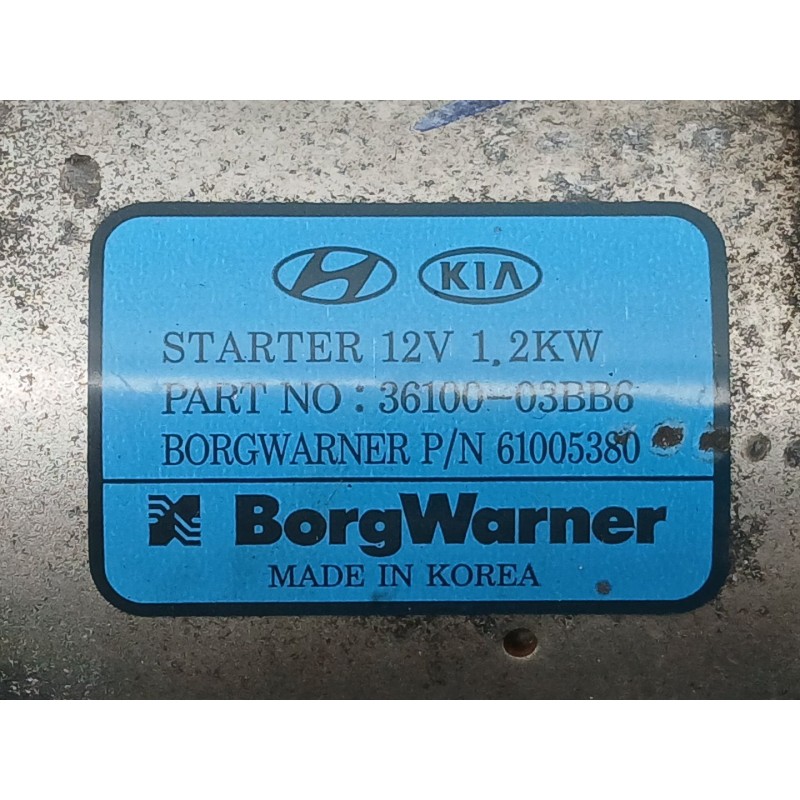 KIA
STARTER 12V 1.2KW
PART NO : 36100-03BB6
BORGWARNER P/N 61005380
BorgWarner
MADE IN KOREA